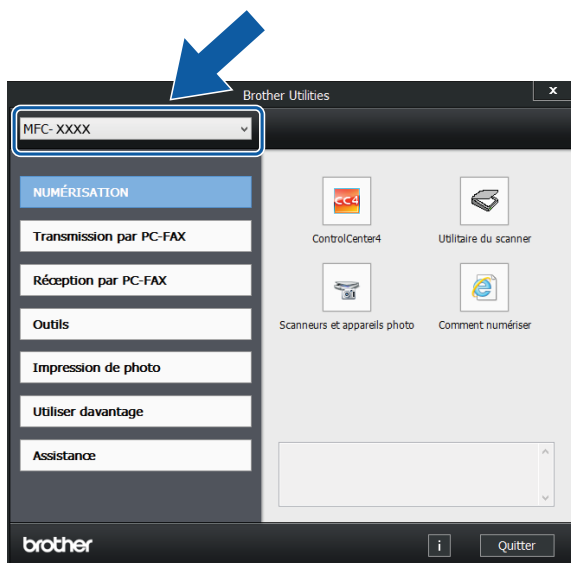 Brother Utilities
x
MFC- XXXX
NUMÉRISATION
Transmission par PC-FAX
Réception par PC-FAX
Outils
Impression de photo
Utiliser davantage
Assistance
CC4
ControlCenter4
Utilitaire du scanner
Scanneurs et appareils photo
Comment numériser
brother
i
Quitter